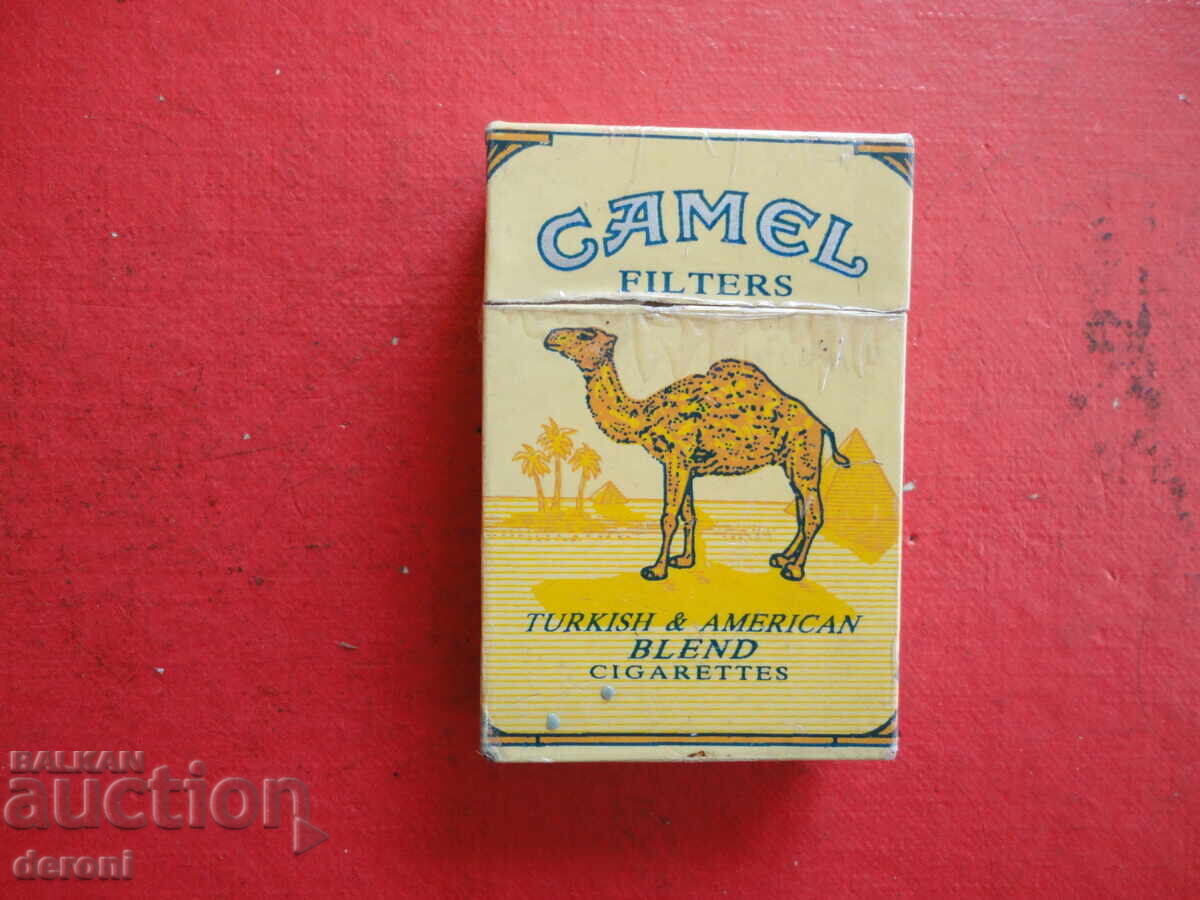 CAMEL
FILTERS
TURKISH & AMERICAN
BLEND
CIGARETTES
BALKAN
auction
deroni